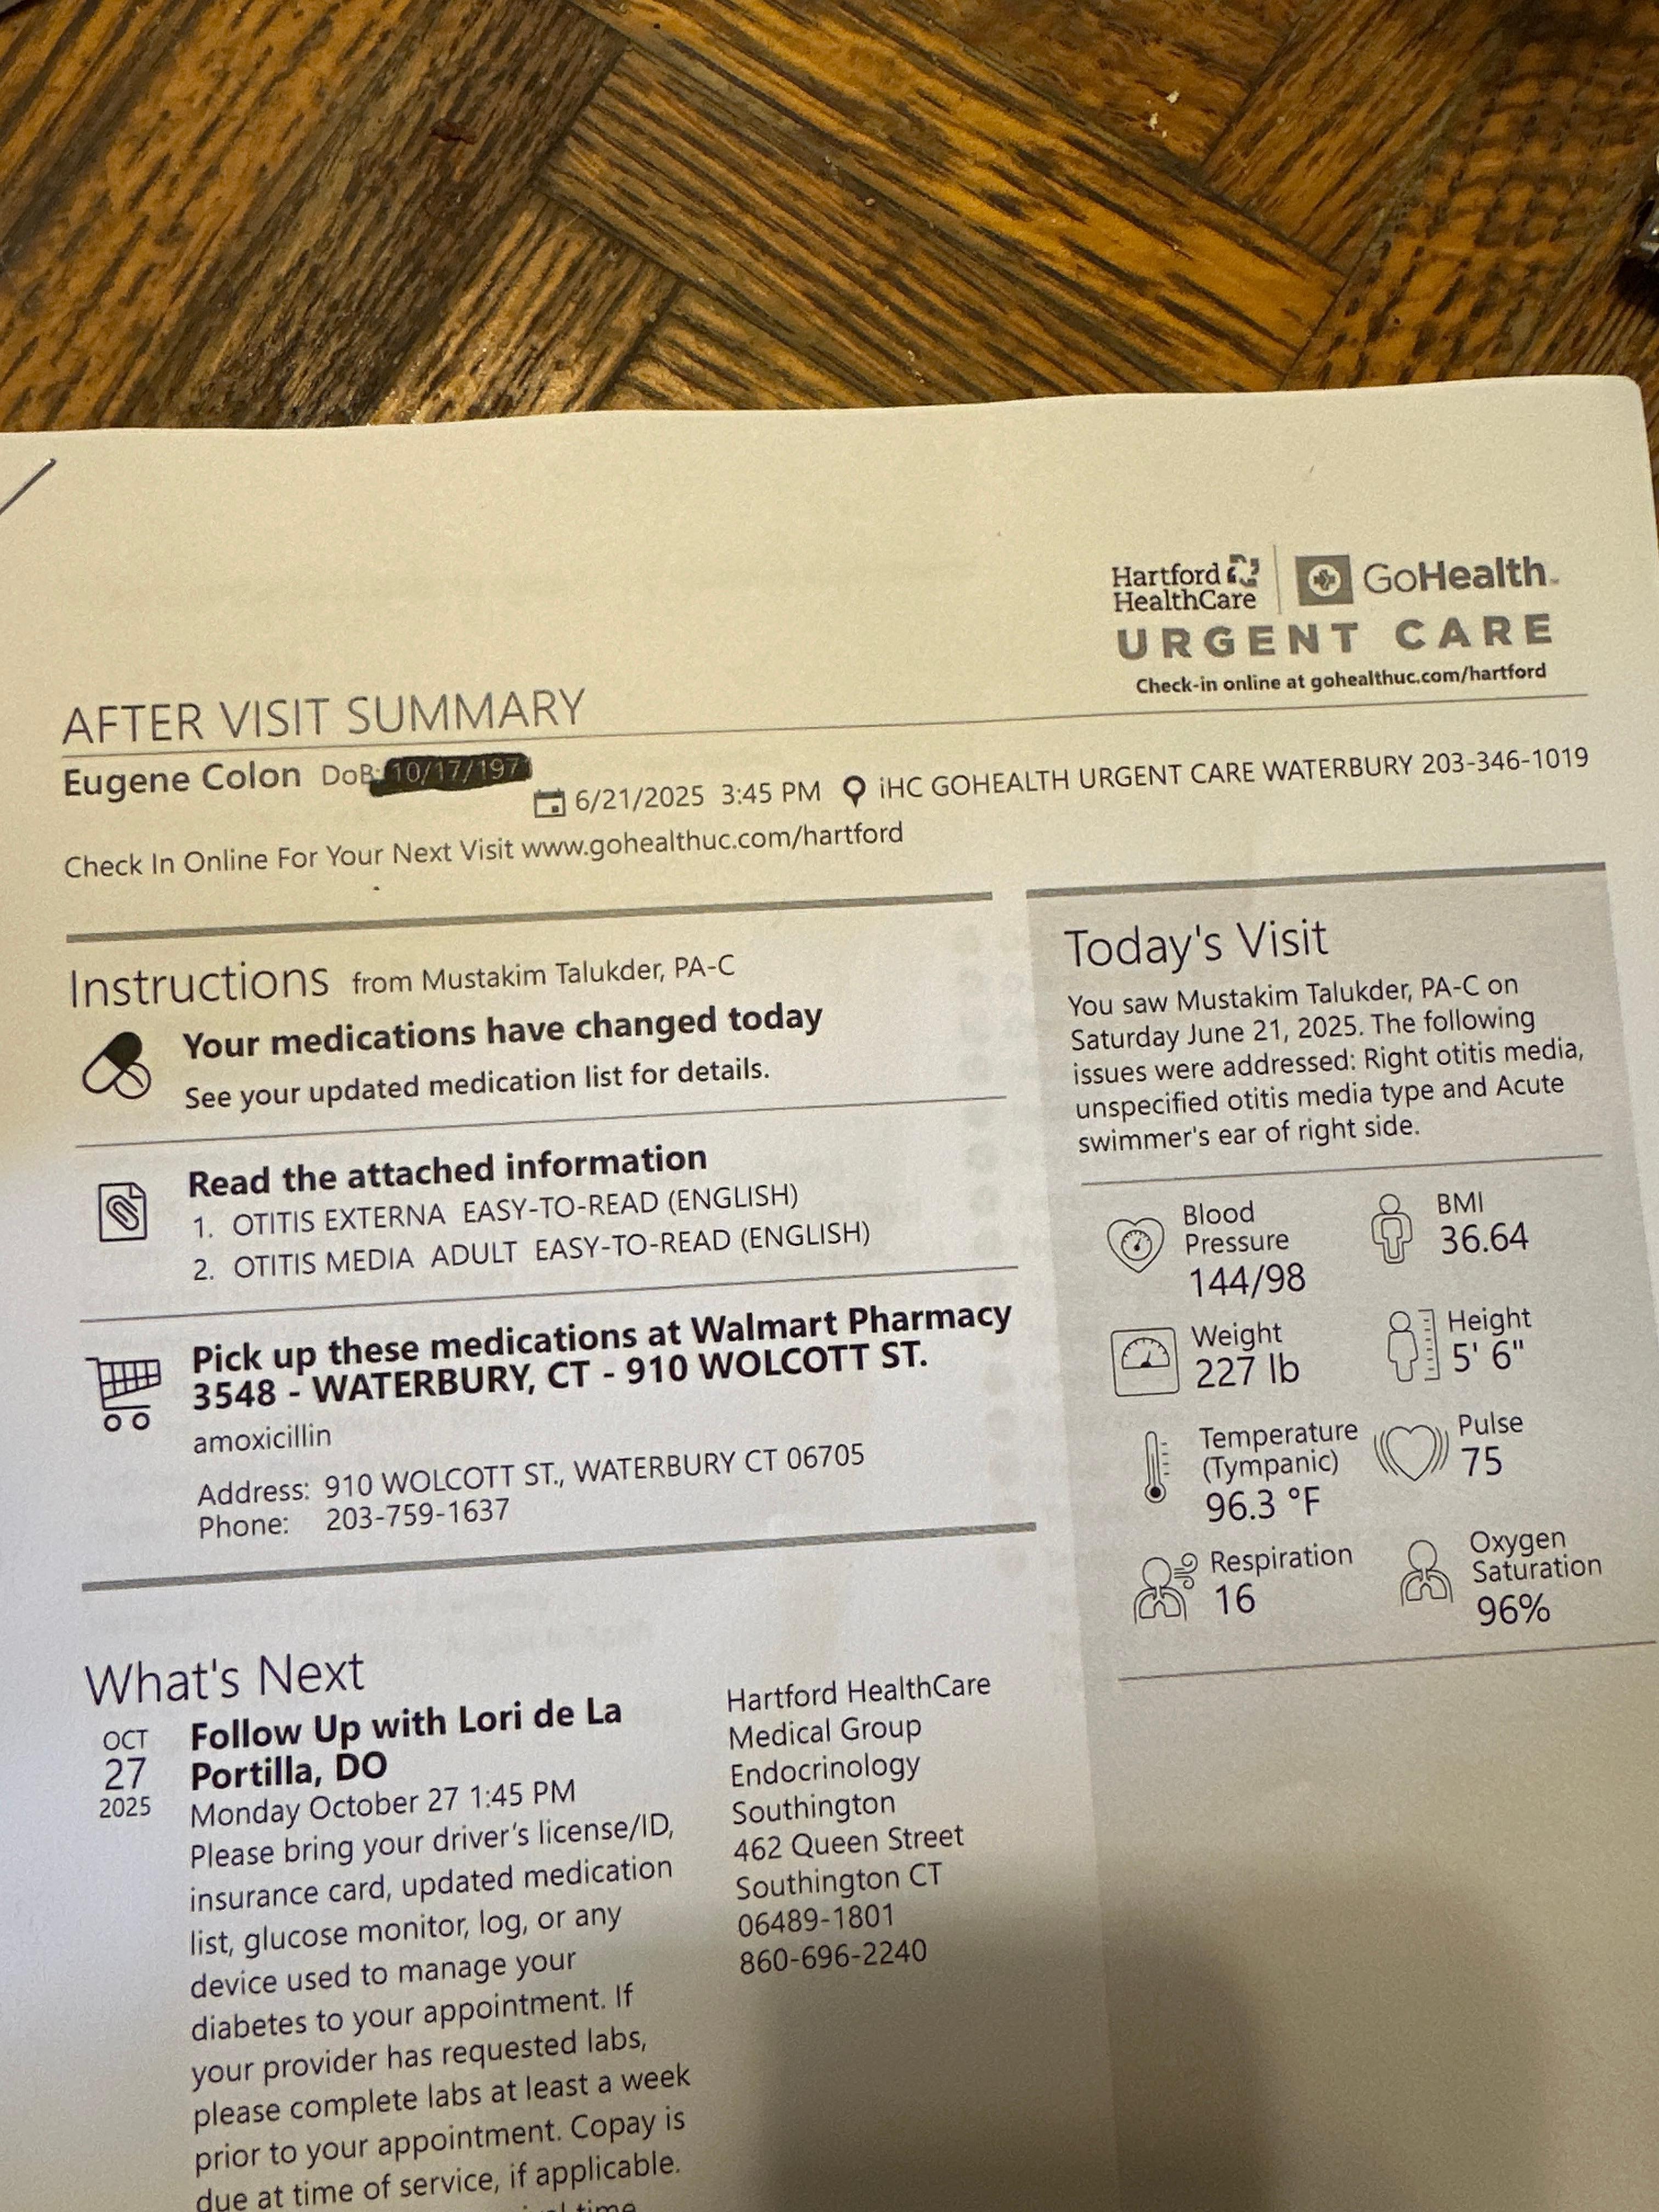 Hartford HealthCare
GoHealth
URGENT CARE
Check-in online at gohealthuc.com/hartford
AFTER VISIT SUMMARY
Eugene Colon DoB:
6/21/2025 3:45 PM iHC GOHEALTH URGENT CARE WATERBURY 203-346-1019
Check In Online For Your Next Visit www.gohealthuc.com/hartford
Instructions from Mustakim Talukder, PA-C
Your medications have changed today
See your updated medication list for details.
Read the attached information
1. OTITIS EXTERNA EASY-TO-READ (ENGLISH)
2. OTITIS MEDIA ADULT EASY-TO-READ (ENGLISH)
Pick up these medications at Walmart Pharmacy
3548 - WATERBURY, CT - 910 WOLCOTT ST.
amoxicillin
Address: 910 WOLCOTT ST., WATERBURY CT 06705
Phone: 203-759-1637
Today's Visit
You saw Mustakim Talukder, PA-C on
Saturday June 21, 2025. The following
issues were addressed: Right otitis media,
unspecified otitis media type and Acute
swimmer's ear of right side.
Blood
Pressure
144/98
BMI
36.64
Weight
227 lb
Height
5' 6"
Temperature
(Tympanic)
96.3 °F
Pulse
75
Respiration
16
Oxygen
Saturation
96%
What's Next
OCT
27
2025
Follow Up with Lori de La
Portilla, DO
Monday October 27 1:45 PM
Please bring your driver's license/ID,
insurance card, updated medication
list, glucose monitor, log, or any
device used to manage your
diabetes to your appointment. If
your provider has requested labs,
please complete labs at least a week
prior to your appointment. Copay is
due at time of service, if applicable.
time
Hartford HealthCare
Medical Group
Endocrinology
Southington
462 Queen Street
Southington CT
06489-1801
860-696-2240